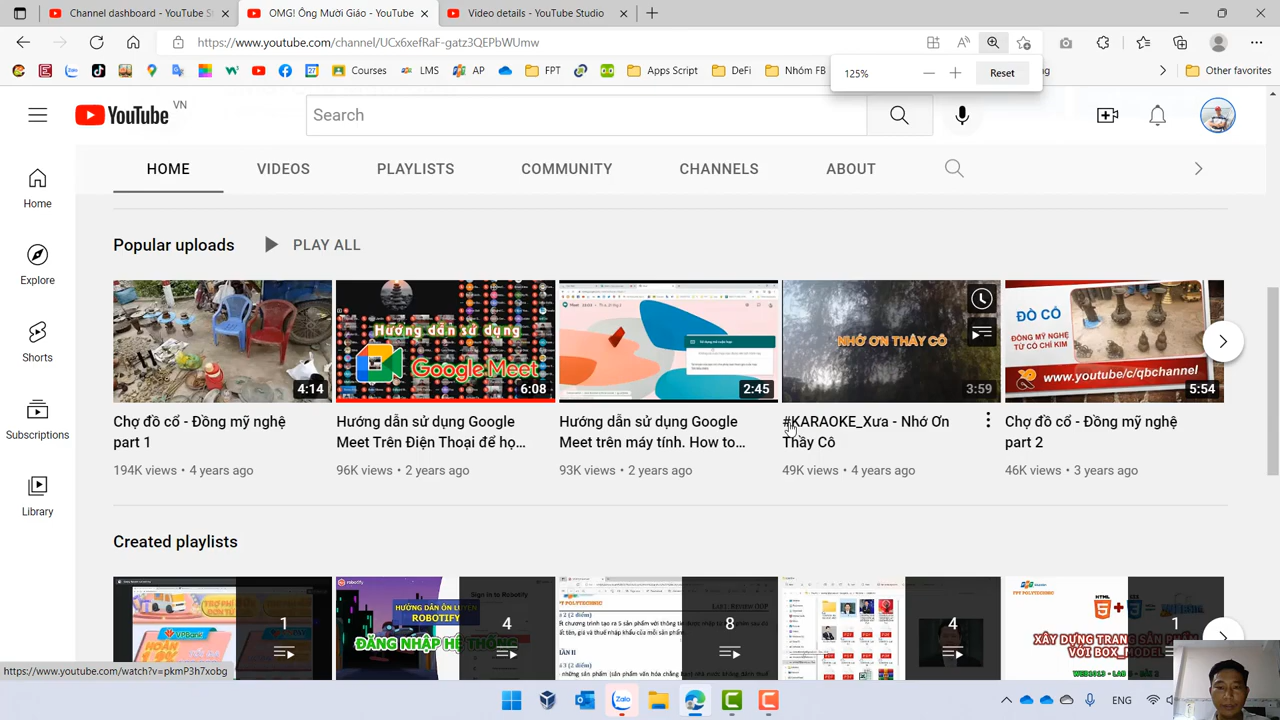 Channel dashboard - YouTube St
OMG! Ông Mười Giáo - YouTube
Video details - YouTube Studio
https://www.youtube.com/channel/UCx6xefRaF-gatz3QEPbWUmw
Courses
LMS
AP
FPT
Apps Script
DeFi
Nhóm FB
Other favorites
125%
Reset
YouTube
VN
Search
HOME
VIDEOS
PLAYLISTS
COMMUNITY
CHANNELS
ABOUT
Home
Explore
Shorts
Subscriptions
Library
Popular uploads
PLAY ALL
4:14
Hướng dẫn sử dụng
Google Meet
6:08
2:45
NHỚ ƠN THẦY CÔ
3:59
ĐỒ CỔ
ĐỒNG MỸ NGHỆ
TỪ CỔ CHÍ KIM
www.youtube/c/qbchannel
5:54
Chợ đồ cổ - Đồng mỹ nghệ
part 1
194K views • 4 years ago
Hướng dẫn sử dụng Google
Meet Trên Điện Thoại để họ...
96K views • 2 years ago
Hướng dẫn sử dụng Google
Meet trên máy tính. How to...
93K views • 2 years ago
#KARAOKE_Xưa - Nhớ Ơn
Thầy Cô
49K views • 4 years ago
Chợ đồ cổ - Đồng mỹ nghệ
part 2
46K views • 3 years ago
Created playlists
1
HƯỚNG DẪN ÔN LUYỆN
ROBOTIFY
ĐĂNG NHẬP HỆ THỐNG
Sign in to Robotify
4
8
4
HTML
XÂY DỰNG TRANG SẢN PHẨM
VỚI BOX_MODEL
1
Zalo
ENG